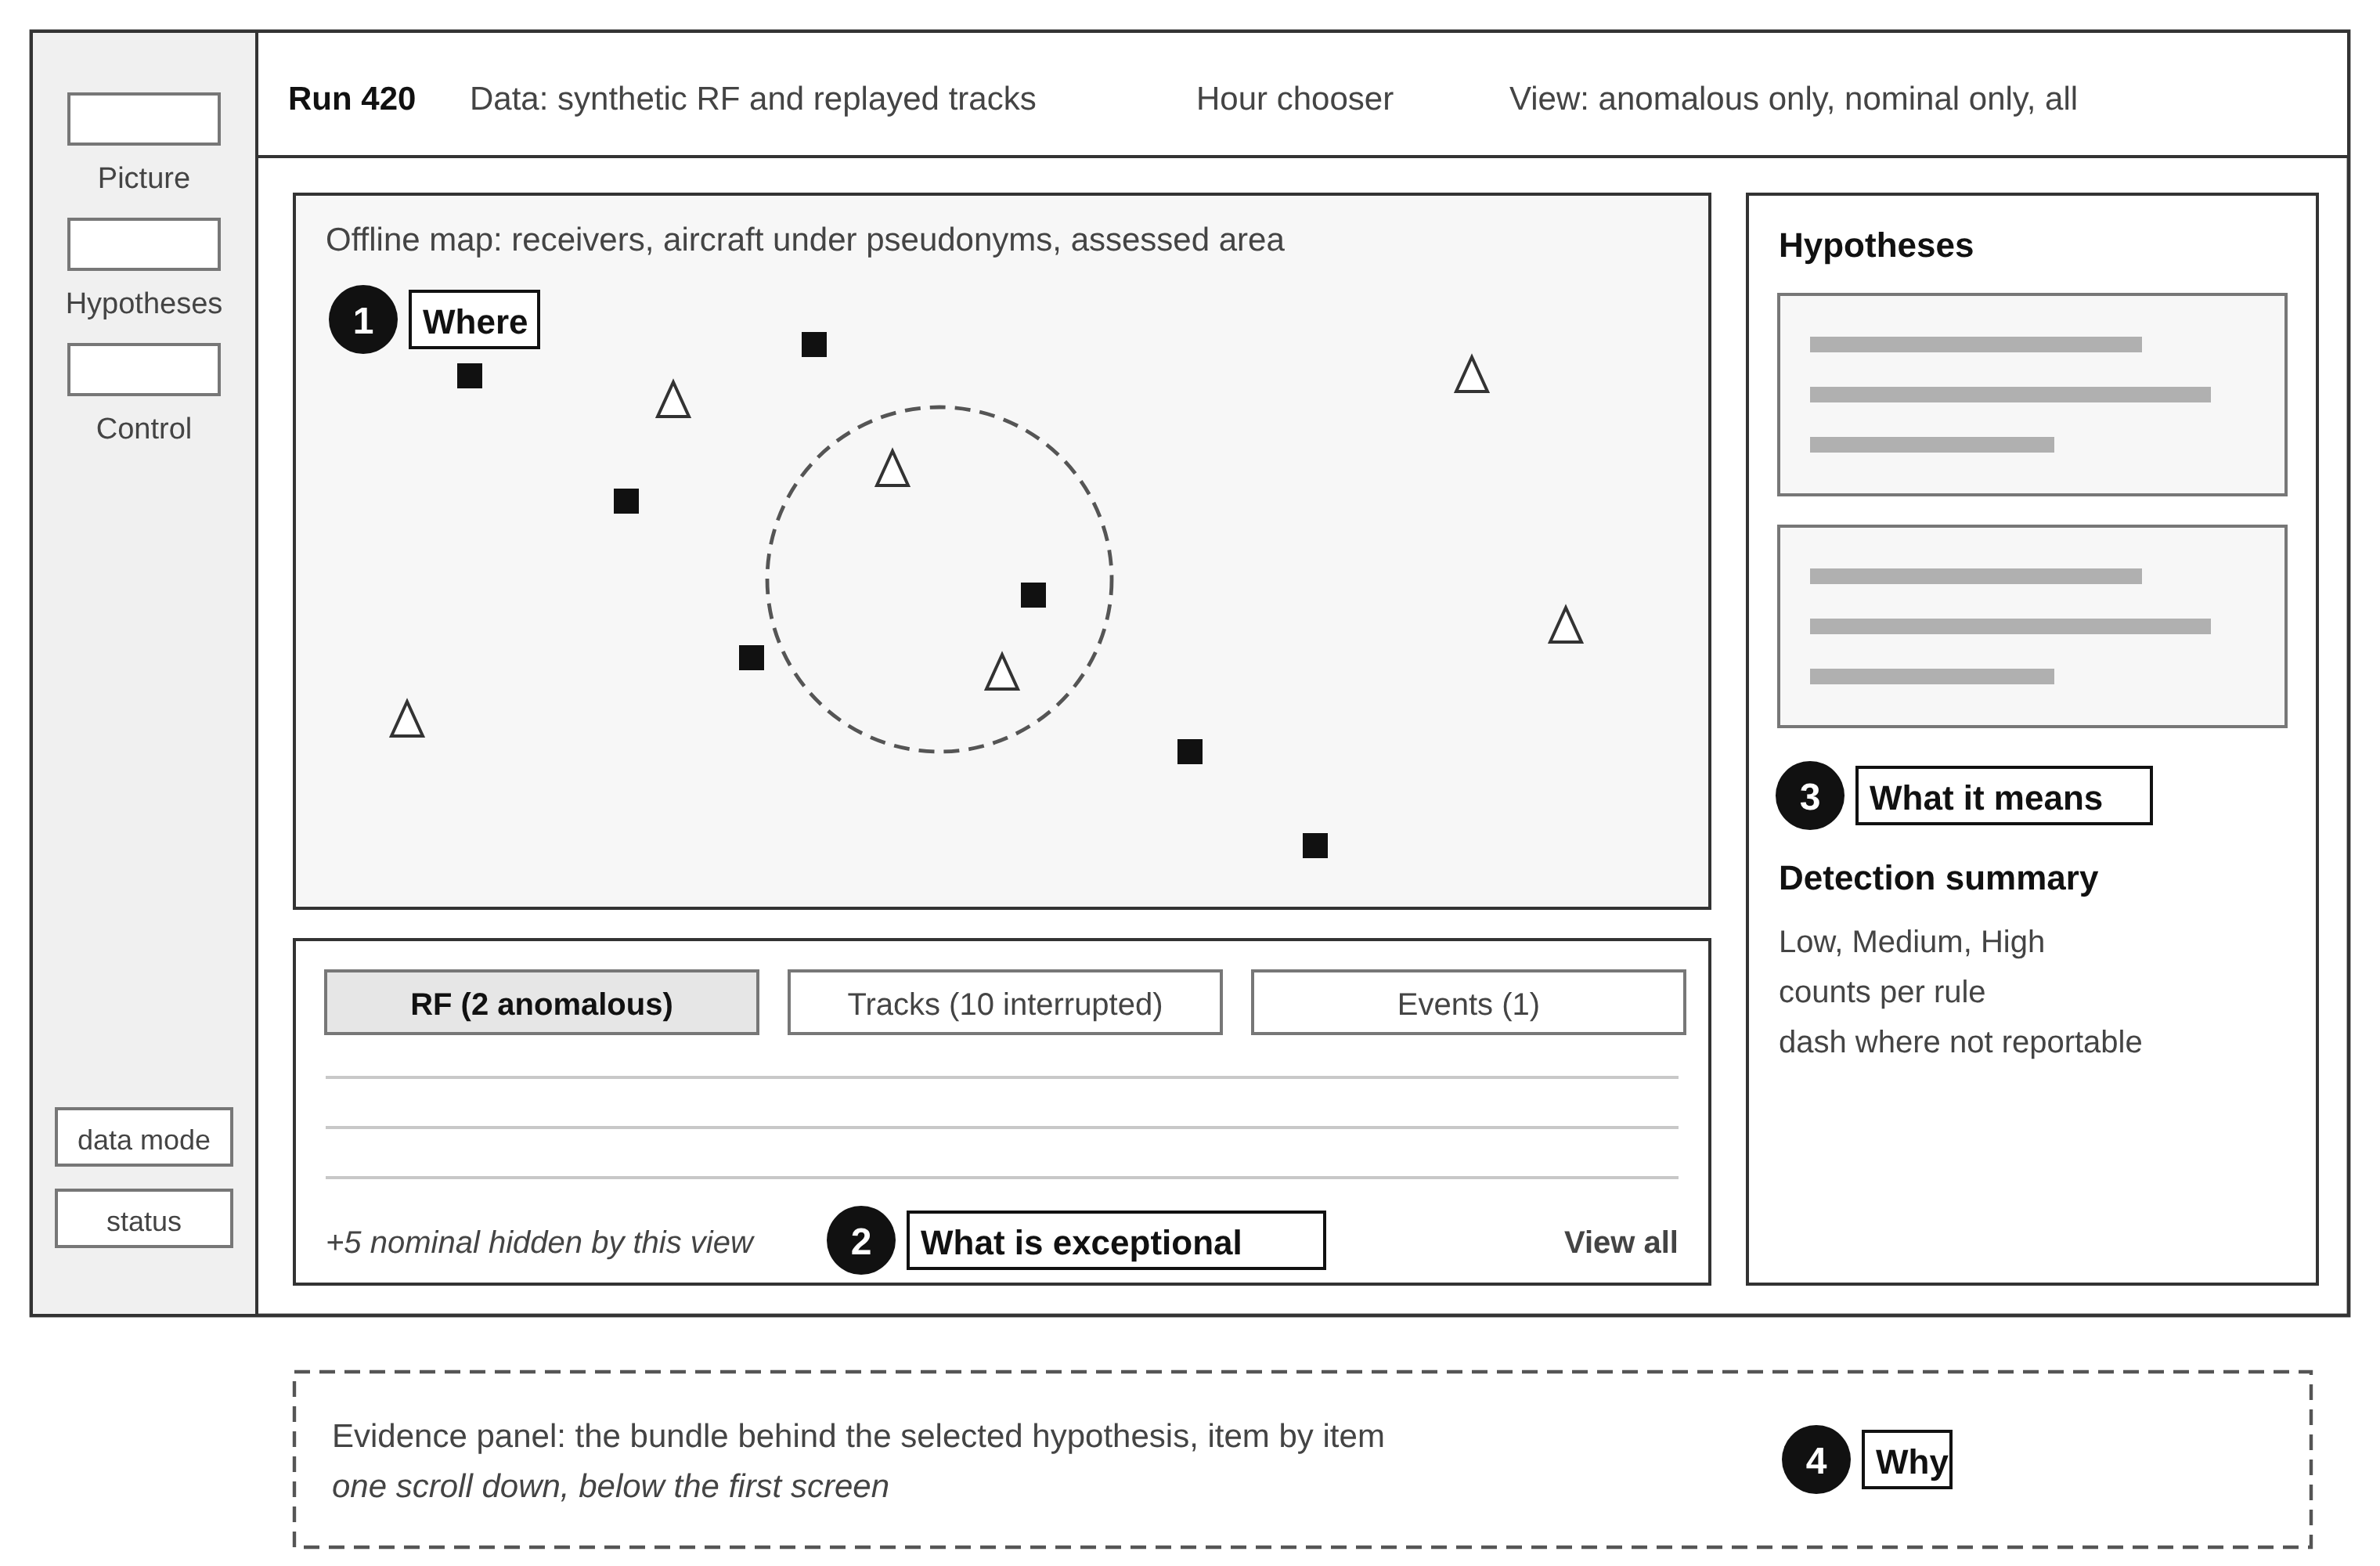 Picture
Hypotheses
Control
data mode
status
Run 420
Data: synthetic RF and replayed tracks
Hour chooser
View: anomalous only, nominal only, all
Offline map: receivers, aircraft under pseudonyms, assessed area
1 Where
RF (2 anomalous)
Tracks (10 interrupted)
Events (1)
+5 nominal hidden by this view
2 What is exceptional
View all
Hypotheses
3 What it means
Detection summary
Low, Medium, High
counts per rule
dash where not reportable
Evidence panel: the bundle behind the selected hypothesis, item by item
one scroll down, below the first screen
4 Why